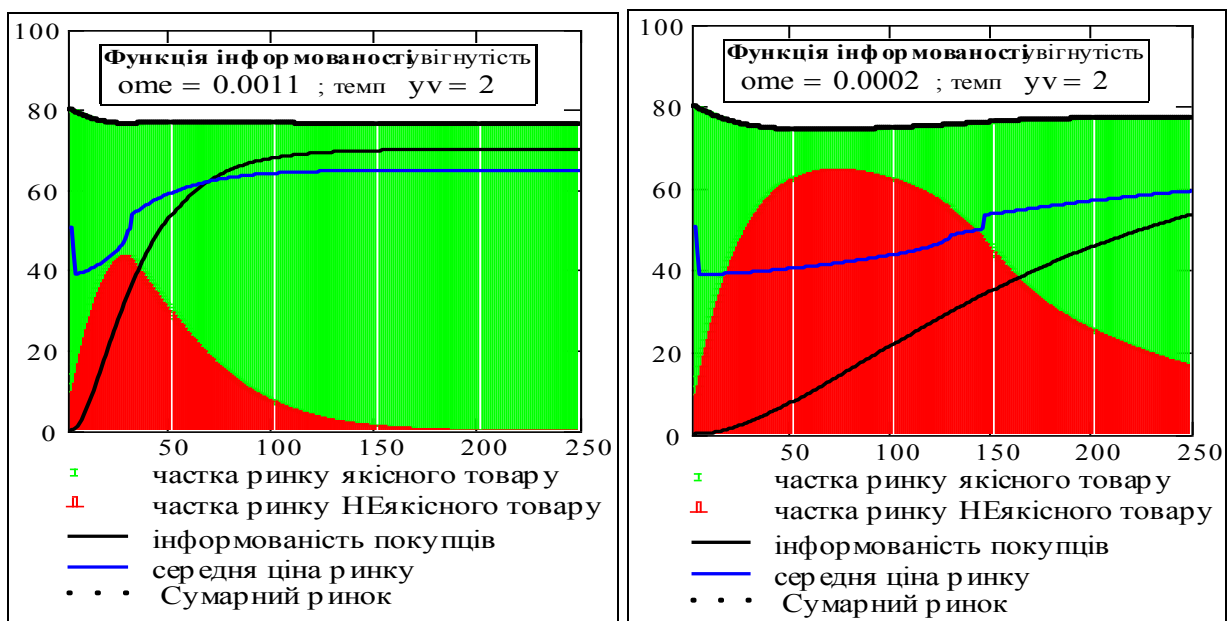 100
80
60
40
20
0
Функція інформованості увігнутість
ome = 0.0011 ; темп yv = 2
50
100
150
200
250
частка ринку якісного товару
частка ринку НЕякісного товару
інформованість покупців
середня ціна ринку
Сумарний ринок
100
80
60
40
20
0
Функція інформованості увігнутість
ome = 0.0002 ; темп yv = 2
50
100
150
200
250
частка ринку якісного товару
частка ринку НЕякісного товару
інформованість покупців
середня ціна ринку
Сумарний ринок